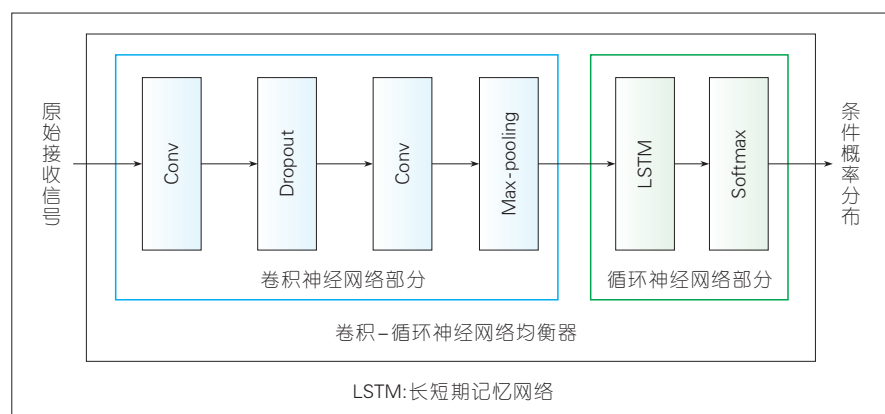 原始接收信号
Conv
Dropout
Conv
Max-pooling
LSTM
Softmax
条件概率分布
卷积神经网络部分
循环神经网络部分
卷积-循环神经网络均衡器
LSTM:长短期记忆网络